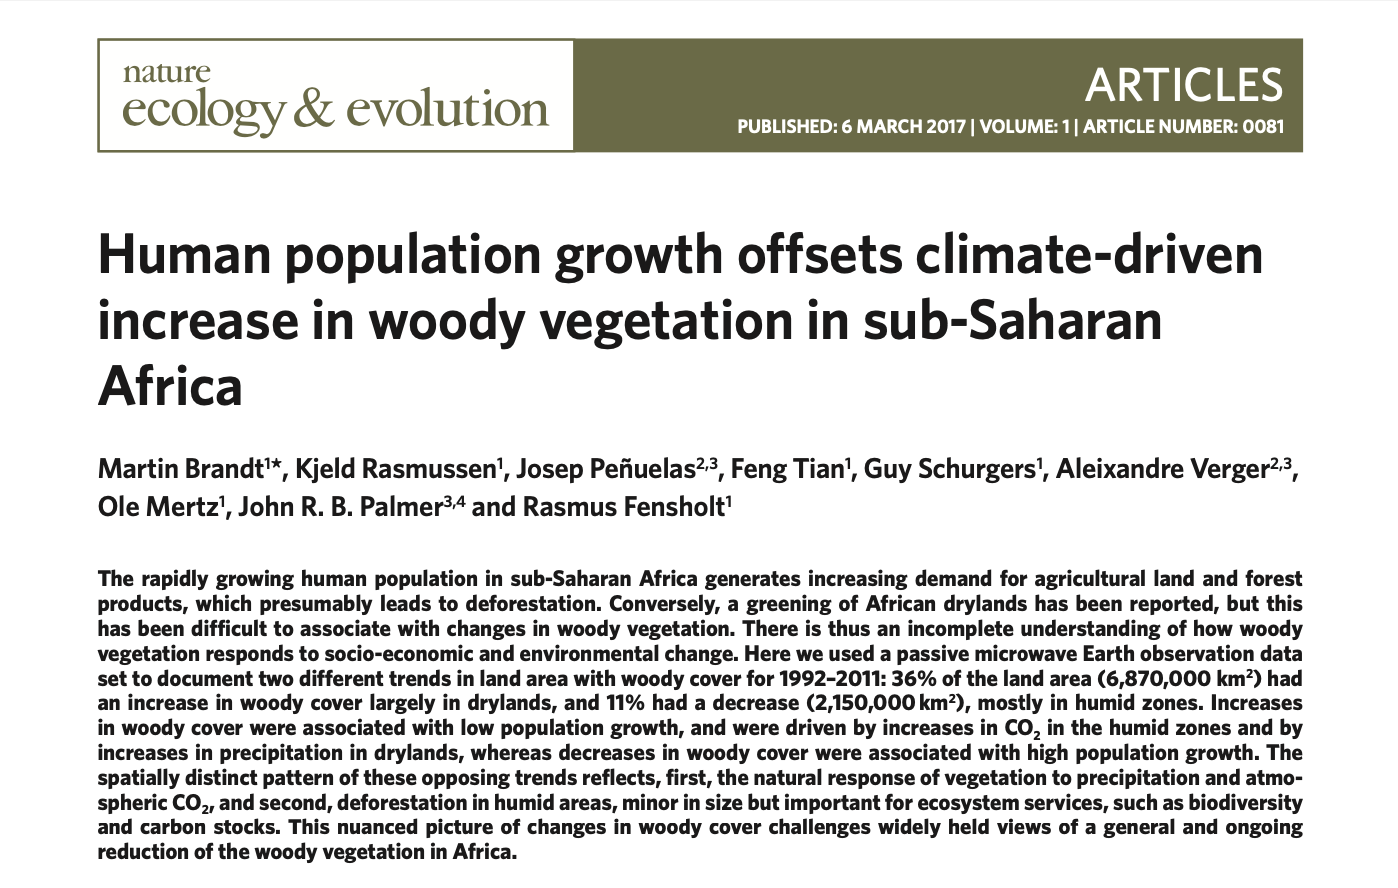 nature
ecology & evolution
ARTICLES
PUBLISHED: 6 MARCH 2017 | VOLUME: 1 | ARTICLE NUMBER: 0081
Human population growth offsets climate-driven
increase in woody vegetation in sub-Saharan
Africa
Martin Brandt¹*, Kjeld Rasmussen¹, Josep Peñuelas²,³, Feng Tian¹, Guy Schurgers¹, Aleixandre Verger²,³,
Ole Mertz¹, John R. B. Palmer³,⁴ and Rasmus Fensholt¹
The rapidly growing human population in sub-Saharan Africa generates increasing demand for agricultural land and forest
products, which presumably leads to deforestation. Conversely, a greening of African drylands has been reported, but this
has been difficult to associate with changes in woody vegetation. There is thus an incomplete understanding of how woody
vegetation responds to socio-economic and environmental change. Here we used a passive microwave Earth observation data
set to document two different trends in land area with woody cover for 1992–2011: 36% of the land area (6,870,000 km²) had
an increase in woody cover largely in drylands, and 11% had a decrease (2,150,000 km²), mostly in humid zones. Increases
in woody cover were associated with low population growth, and were driven by increases in CO₂ in the humid zones and by
increases in precipitation in drylands, whereas decreases in woody cover were associated with high population growth. The
spatially distinct pattern of these opposing trends reflects, first, the natural response of vegetation to precipitation and atmo-
spheric CO₂, and second, deforestation in humid areas, minor in size but important for ecosystem services, such as biodiversity
and carbon stocks. This nuanced picture of changes in woody cover challenges widely held views of a general and ongoing
reduction of the woody vegetation in Africa.